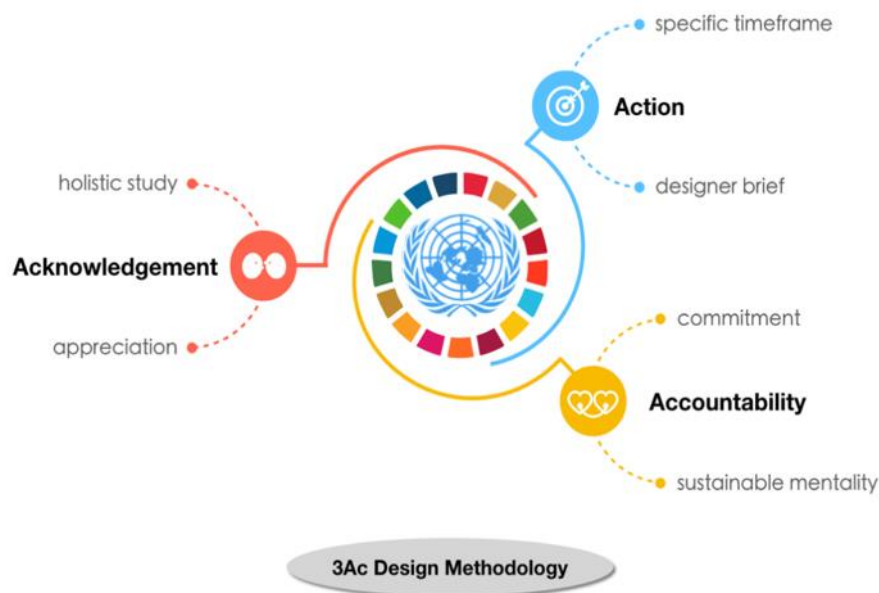 specific timeframe
Action
designer brief
holistic study
Acknowledgement
appreciation
commitment
Accountability
sustainable mentality
3Ac Design Methodology